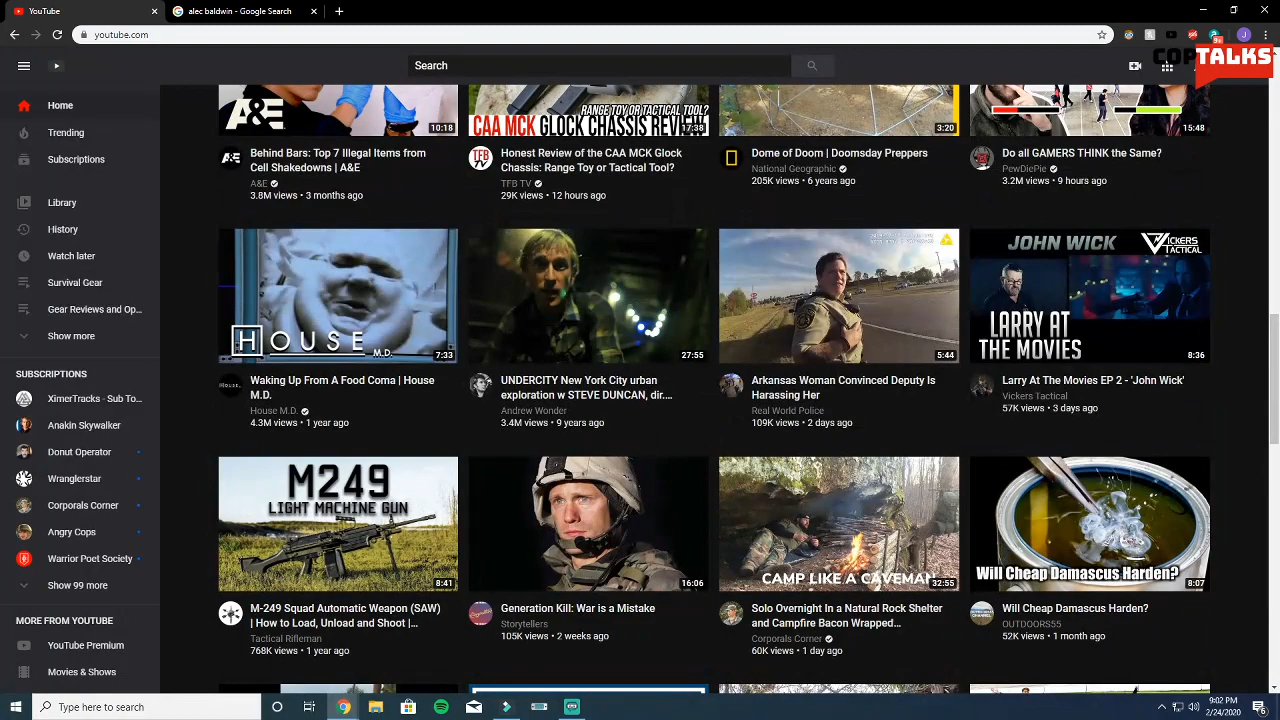 YouTube
alec baldwin - Google Search
youtube.com
Search
COPTALKS
9+
J
Home
Trending
Subscriptions
Library
History
Watch later
Survival Gear
Gear Reviews and Op...
Show more
SUBSCRIPTIONS
XimerTracks - Sub To...
Anakin Skywalker
Donut Operator
Wranglerstar
Corporals Corner
Angry Cops
Warrior Poet Society
Show 99 more
MORE FROM YOUTUBE
YouTube Premium
Movies & Shows
A&E
10:18
RANGE TOY OR TACTICAL TOOL?
CAA MCK GLOCK CHASSIS REVIEW!
17:38
3:20
15:48
A&E
Behind Bars: Top 7 Illegal Items from
Cell Shakedowns | A&E
A&E
3.8M views • 3 months ago
TFB
TV
Honest Review of the CAA MCK Glock
Chassis: Range Toy or Tactical Tool?
TFB TV
29K views • 12 hours ago
Dome of Doom | Doomsday Preppers
National Geographic
205K views • 6 years ago
Do all GAMERS THINK the Same?
PewDiePie
3.2M views • 9 hours ago
HOUSE M.D.
7:33
27:55
5:44
JOHN WICK
VICKERS
TACTICAL
LARRY AT
THE MOVIES
8:36
HOUSE
Waking Up From A Food Coma | House
M.D.
House M.D.
4.3M views • 1 year ago
UNDERCITY New York City urban
exploration w STEVE DUNCAN, dir....
Andrew Wonder
3.4M views • 9 years ago
Arkansas Woman Convinced Deputy Is
Harassing Her
Real World Police
109K views • 2 days ago
Larry At The Movies EP 2 - 'John Wick'
Vickers Tactical
57K views • 3 days ago
M249
LIGHT MACHINE GUN
8:41
16:06
CAMP LIKE A CAVEMAN
32:55
Will Cheap Damascus Harden?
8:07
M-249 Squad Automatic Weapon (SAW)
| How to Load, Unload and Shoot |...
Tactical Rifleman
768K views • 1 year ago
Generation Kill: War is a Mistake
Storytellers
105K views • 2 weeks ago
Solo Overnight In a Natural Rock Shelter
and Campfire Bacon Wrapped...
Corporals Corner
60K views • 1 day ago
Will Cheap Damascus Harden?
OUTDOORS55
52K views • 1 month ago
Type here to search
9:02 PM
2/24/2020
6